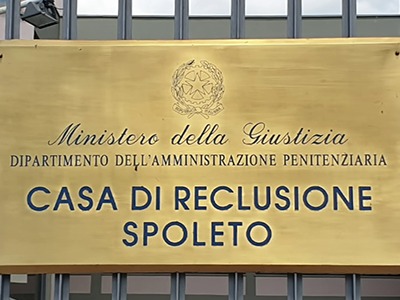 Ministero della Giustizia
DIPARTIMENTO DELL'AMMINISTRAZIONE PENITENZIARIA
CASA DI RECLUSIONE
SPOLETO